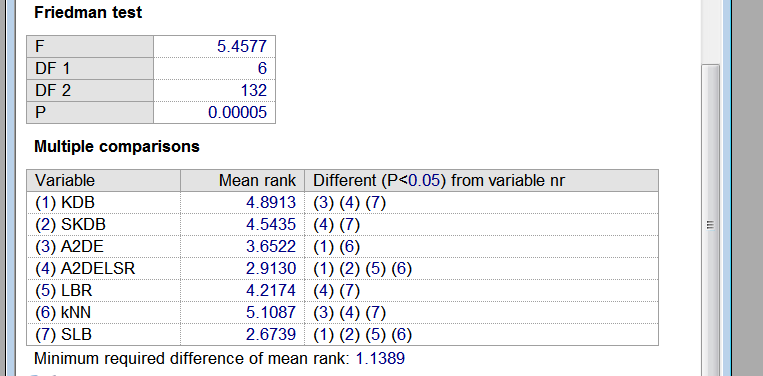 Friedman test
F 5.4577
DF 1 6
DF 2 132
P 0.00005
Multiple comparisons
Variable Mean rank Different (P<0.05) from variable nr
(1) KDB 4.8913 (3) (4) (7)
(2) SKDB 4.5435 (4) (7)
(3) A2DE 3.6522 (1) (6)
(4) A2DELSR 2.9130 (1) (2) (5) (6)
(5) LBR 4.2174 (4) (7)
(6) kNN 5.1087 (3) (4) (7)
(7) SLB 2.6739 (1) (2) (5) (6)
Minimum required difference of mean rank: 1.1389